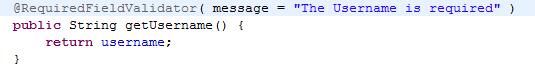 @RequiredFieldValidator( message = "The Username is required" )
public String getUsername() {
    return username;
}